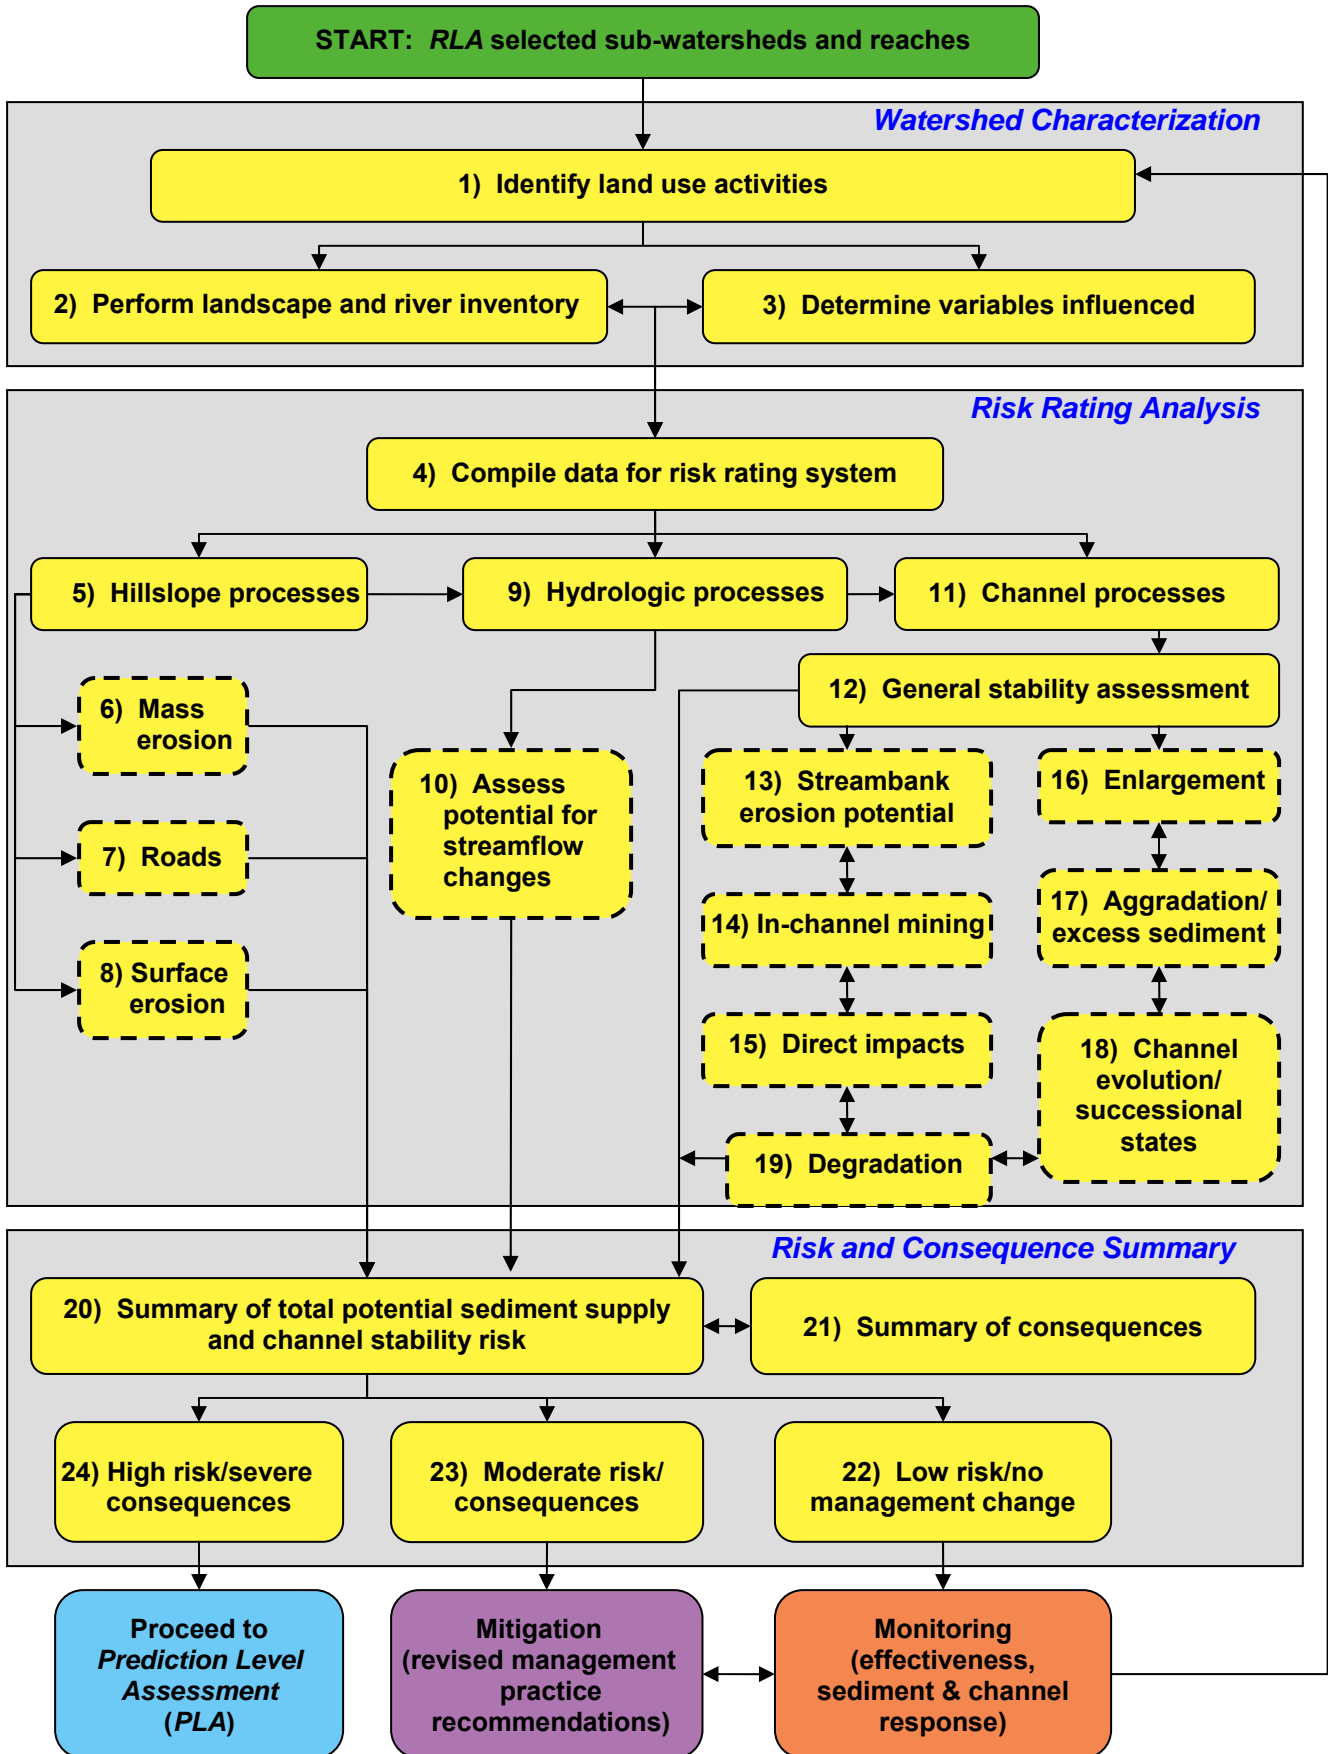 START: RLA selected sub-watersheds and reaches
Watershed Characterization
1) Identify land use activities
2) Perform landscape and river inventory
3) Determine variables influenced
Risk Rating Analysis
4) Compile data for risk rating system
5) Hillslope processes
9) Hydrologic processes
11) Channel processes
12) General stability assessment
6) Mass
erosion
7) Roads
8) Surface
erosion
10) Assess
potential for
streamflow
changes
13) Streambank
erosion potential
14) In-channel mining
15) Direct impacts
16) Enlargement
17) Aggradation/
excess sediment
18) Channel
evolution/
successional
states
19) Degradation
Risk and Consequence Summary
20) Summary of total potential sediment supply
and channel stability risk
21) Summary of consequences
24) High risk/severe
consequences
23) Moderate risk/
consequences
22) Low risk/no
management change
Proceed to
Prediction Level
Assessment
(PLA)
Mitigation
(revised management
practice
recommendations)
Monitoring
(effectiveness,
sediment & channel
response)